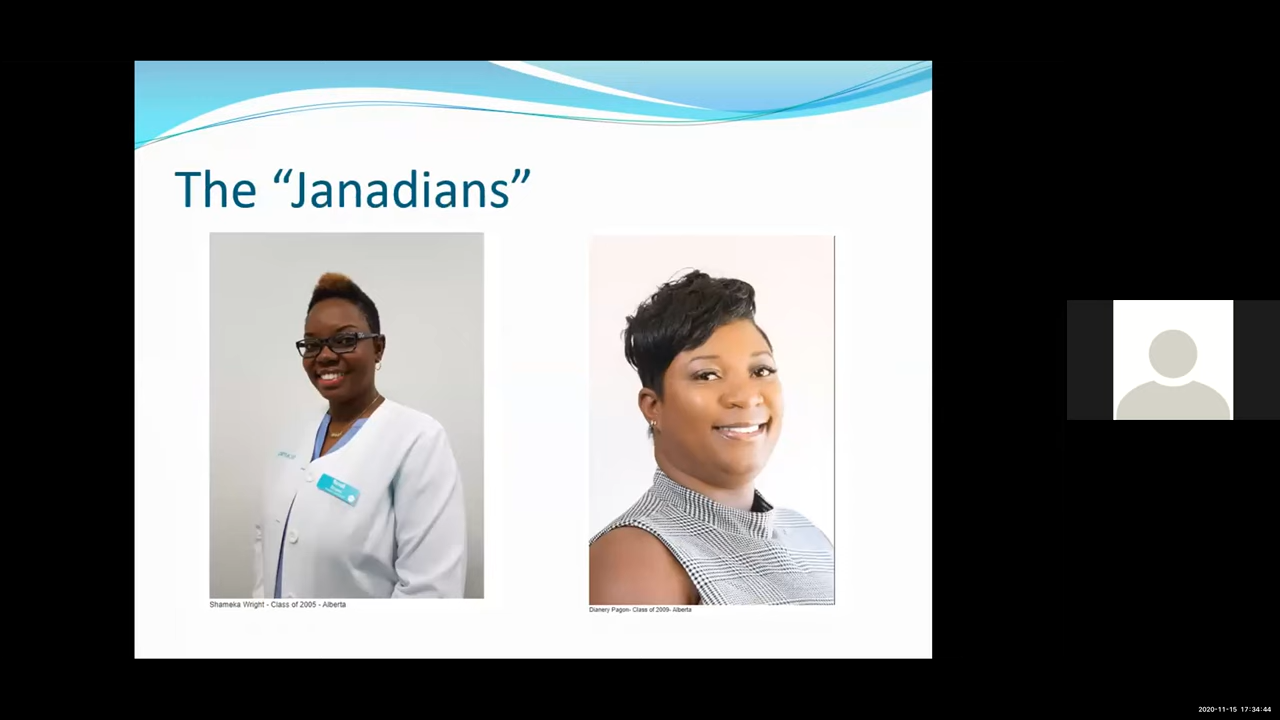 The “Janadians”
Shameka Wright - Class of 2005 - Alberta
Dianery Pagon- Class of 2009- Alberta
2020-11-15 17:34:44